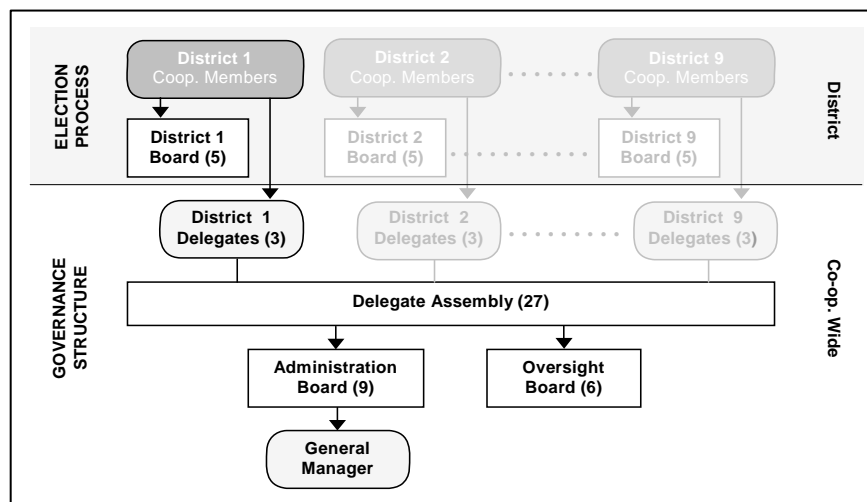 ELECTION
PROCESS
District 1
Coop. Members
District 2
Coop. Members
District 9
Coop. Members
District 1
Board (5)
District 2
Board (5)
District 9
Board (5)
District
District 1
Delegates (3)
District 2
Delegates (3)
District 9
Delegates (3)
GOVERNANCE
STRUCTURE
Delegate Assembly (27)
Co-op. Wide
Administration
Board (9)
Oversight
Board (6)
General
Manager